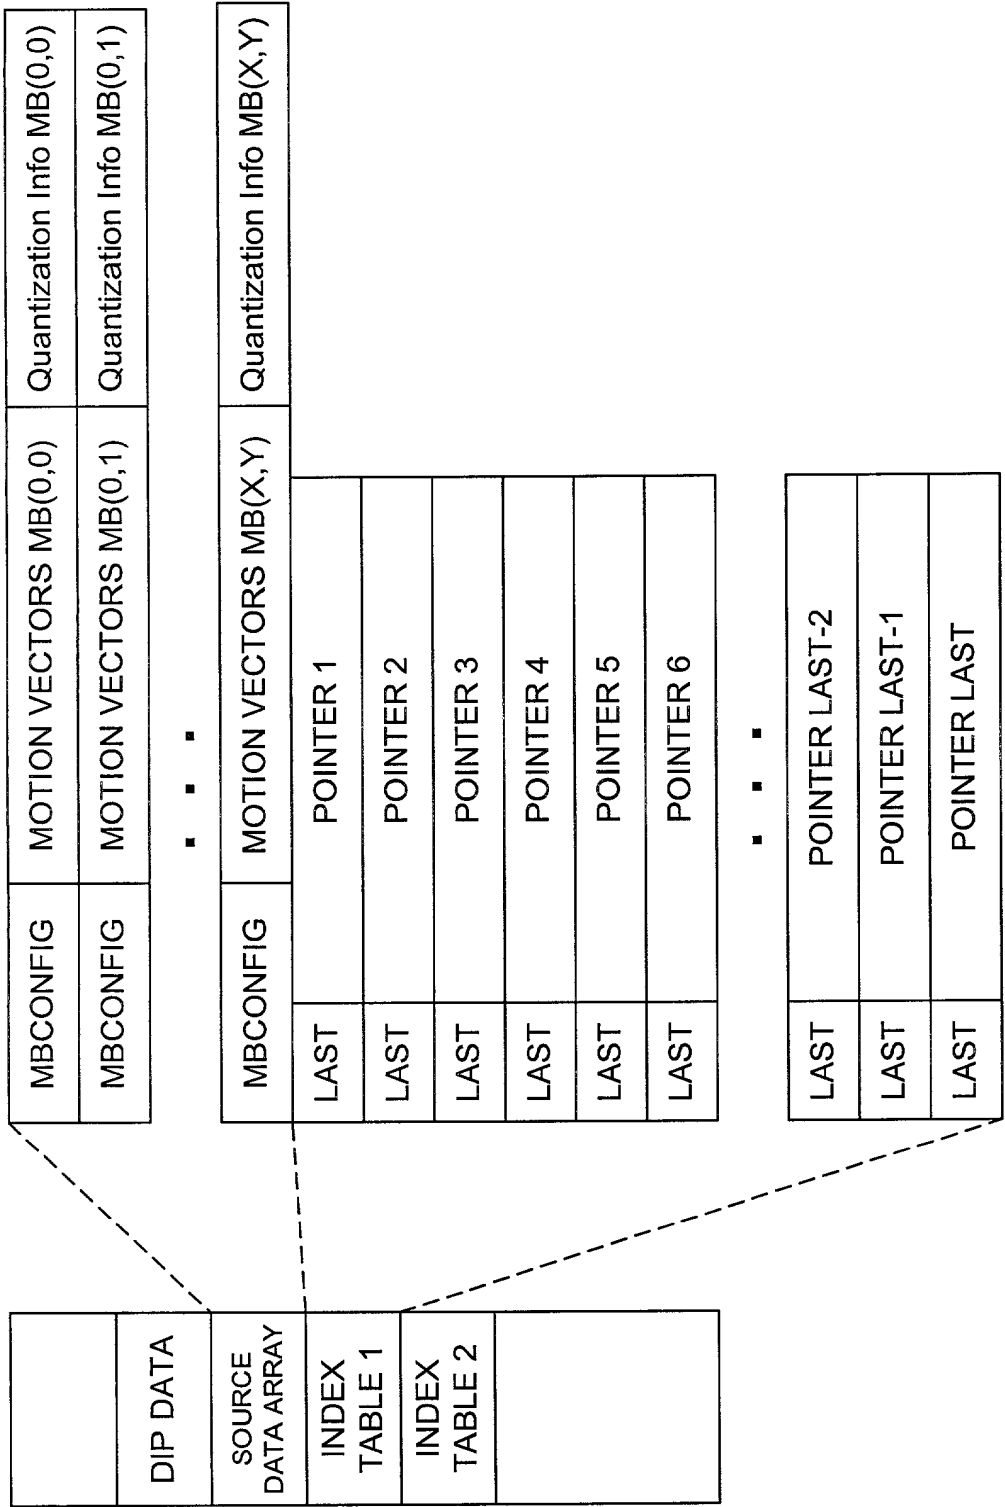 DIP DATA
SOURCE
DATA ARRAY
INDEX
TABLE 1
INDEX
TABLE 2
MBCONFIG MOTION VECTORS MB(0,0) Quantization Info MB(0,0)
MBCONFIG MOTION VECTORS MB(0,1) Quantization Info MB(0,1)
MBCONFIG MOTION VECTORS MB(X,Y) Quantization Info MB(X,Y)
LAST POINTER 1
LAST POINTER 2
LAST POINTER 3
LAST POINTER 4
LAST POINTER 5
LAST POINTER 6
LAST POINTER LAST-2
LAST POINTER LAST-1
LAST POINTER LAST